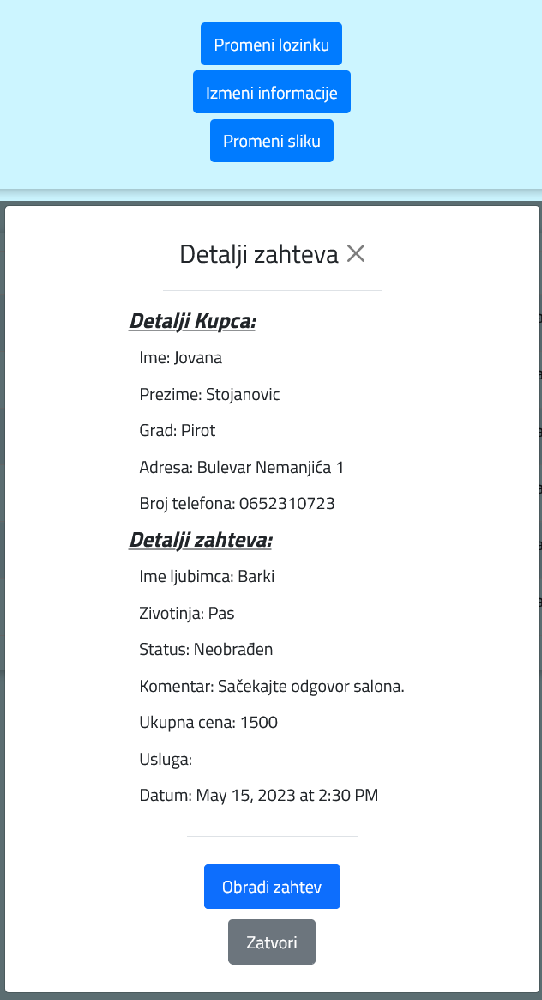 Promeni lozinku
Izmeni informacije
Promeni sliku
Detalji zahteva
Detalji Kupca:
Ime: Jovana
Prezime: Stojanovic
Grad: Pirot
Adresa: Bulevar Nemanjića 1
Broj telefona: 0652310723
Detalji zahteva:
Ime ljubimca: Barki
Zivotinja: Pas
Status: Neobrađen
Komentar: Sačekajte odgovor salona.
Ukupna cena: 1500
Usluga:
Datum: May 15, 2023 at 2:30 PM
Obradi zahtev
Zatvori